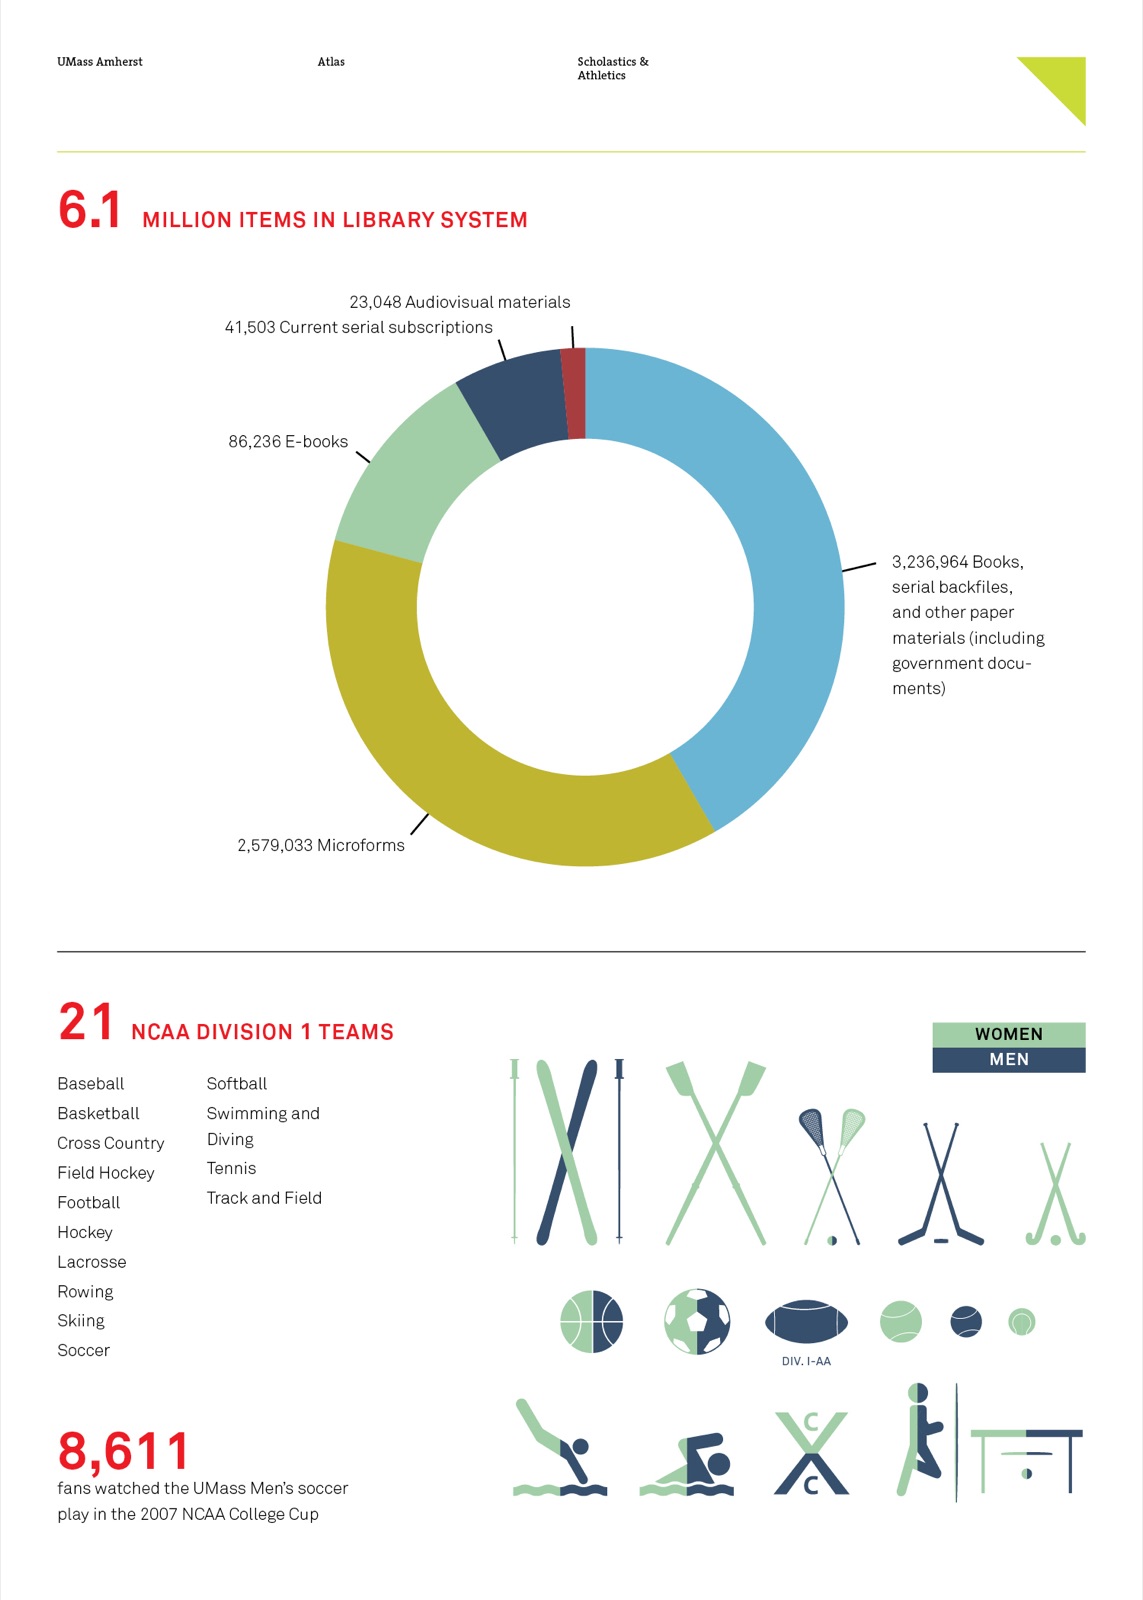 UMass Amherst
Atlas
Scholastics &
Athletics
6.1 MILLION ITEMS IN LIBRARY SYSTEM
23,048 Audiovisual materials
41,503 Current serial subscriptions
86,236 E-books
3,236,964 Books,
serial backfiles,
and other paper
materials (including
government docu-
ments)
2,579,033 Microforms
21 NCAA DIVISION 1 TEAMS
Baseball
Basketball
Cross Country
Field Hockey
Football
Hockey
Lacrosse
Rowing
Skiing
Soccer
Softball
Swimming and
Diving
Tennis
Track and Field
WOMEN
MEN
DIV. I-AA
C
C
8,611
fans watched the UMass Men's soccer
play in the 2007 NCAA College Cup